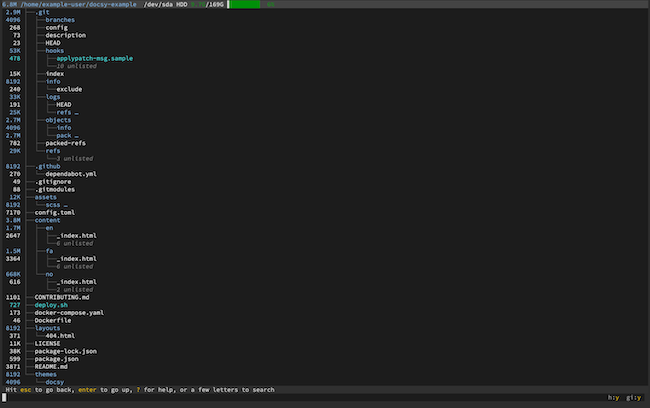 6.8M /home/example-user/docsy-example /dev/sda HDD /169G
2.9M .git
4096 branches
268 config
73 description
23 HEAD
53K hooks
478 applypatch-msg.sample
10 unlisted
15K index
8192 info
240 exclude
33K logs
191 HEAD
25K refs …
2.7M objects
4096 info
2.7M pack …
782 packed-refs
29K refs
3 unlisted
8192 .github
270 dependabot.yml
49 .gitignore
88 .gitmodules
12K assets
8192 scss …
7170 config.toml
3.8M content
1.7M en
2647 _index.html
6 unlisted
1.5M fa
3364 _index.html
6 unlisted
668K no
616 _index.html
2 unlisted
1101 CONTRIBUTING.md
727 deploy.sh
173 docker-compose.yaml
46 Dockerfile
8192 layouts
371 404.html
11K LICENSE
38K package-lock.json
599 package.json
3871 README.md
8192 themes
4096 docsy
Hit esc to go back, enter to go up, ? for help, or a few letters to search
h:y gi:y